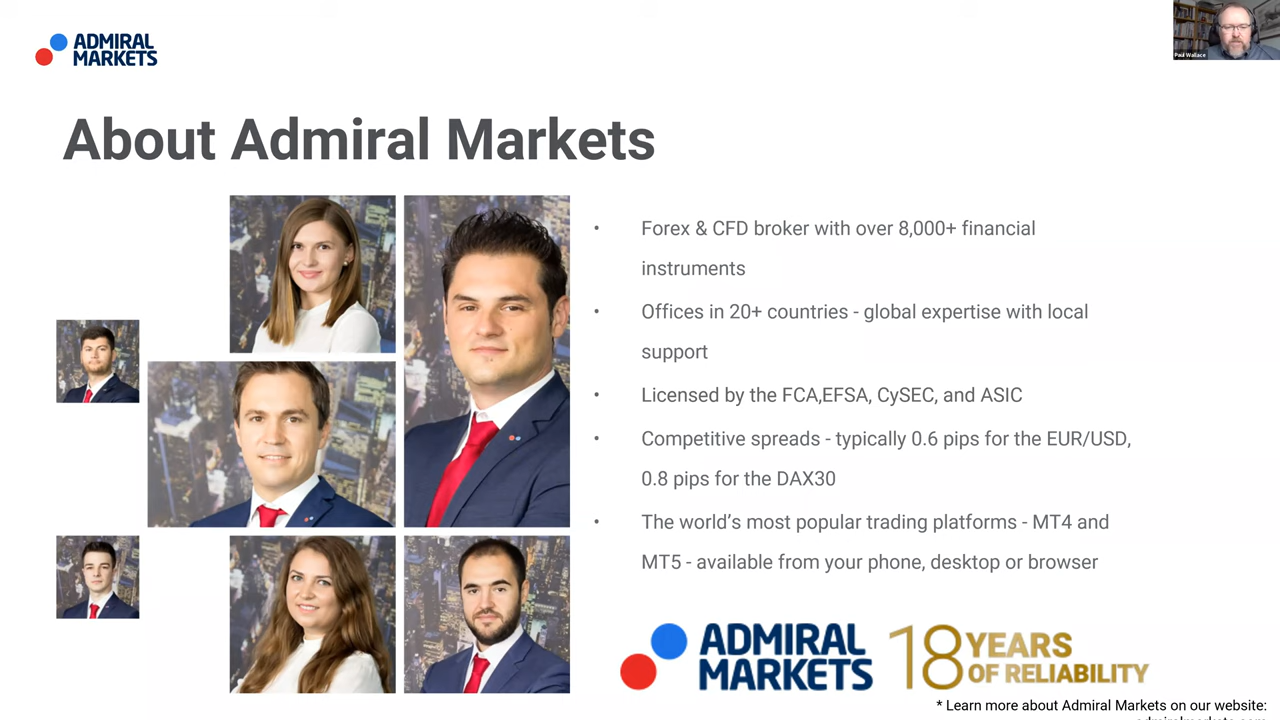 ADMIRAL
MARKETS
Paul Wallace
About Admiral Markets
• Forex & CFD broker with over 8,000+ financial
instruments
• Offices in 20+ countries - global expertise with local
support
• Licensed by the FCA,EFSA, CySEC, and ASIC
• Competitive spreads - typically 0.6 pips for the EUR/USD,
0.8 pips for the DAX30
• The world’s most popular trading platforms - MT4 and
MT5 - available from your phone, desktop or browser
ADMIRAL
MARKETS
18 YEARS
OF RELIABILITY
* Learn more about Admiral Markets on our website: